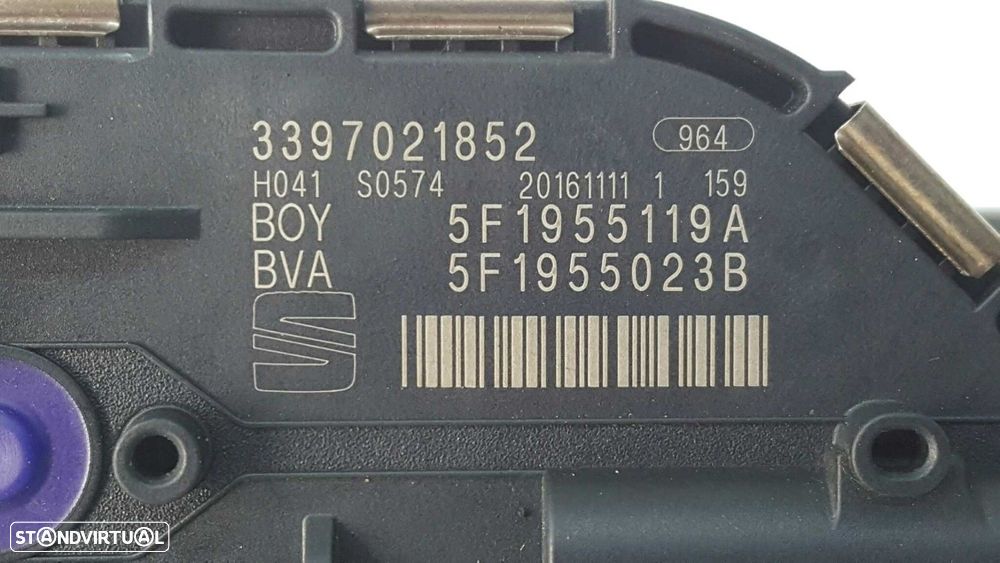 3397021852 964
H041 S0574 20161111 1 159
BOY 5F1955119A
BVA 5F1955023B
STANDVIRTUAL